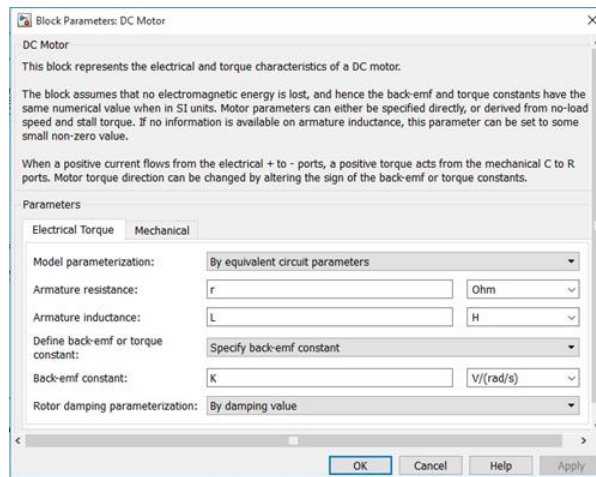 Block Parameters: DC Motor
DC Motor
This block represents the electrical and torque characteristics of a DC motor.
The block assumes that no electromagnetic energy is lost, and hence the back-emf and torque constants have the
same numerical value when in SI units. Motor parameters can either be specified directly, or derived from no-load
speed and stall torque. If no information is available on armature inductance, this parameter can be set to some
small non-zero value.
When a positive current flows from the electrical + to - ports, a positive torque acts from the mechanical C to R
ports. Motor torque direction can be changed by altering the sign of the back-emf or torque constants.
Parameters
Electrical Torque Mechanical
Model parameterization: By equivalent circuit parameters
Armature resistance: r Ohm
Armature inductance: L H
Define back-emf or torque
constant: Specify back-emf constant
Back-emf constant: K V/(rad/s)
Rotor damping parameterization: By damping value
OK Cancel Help Apply